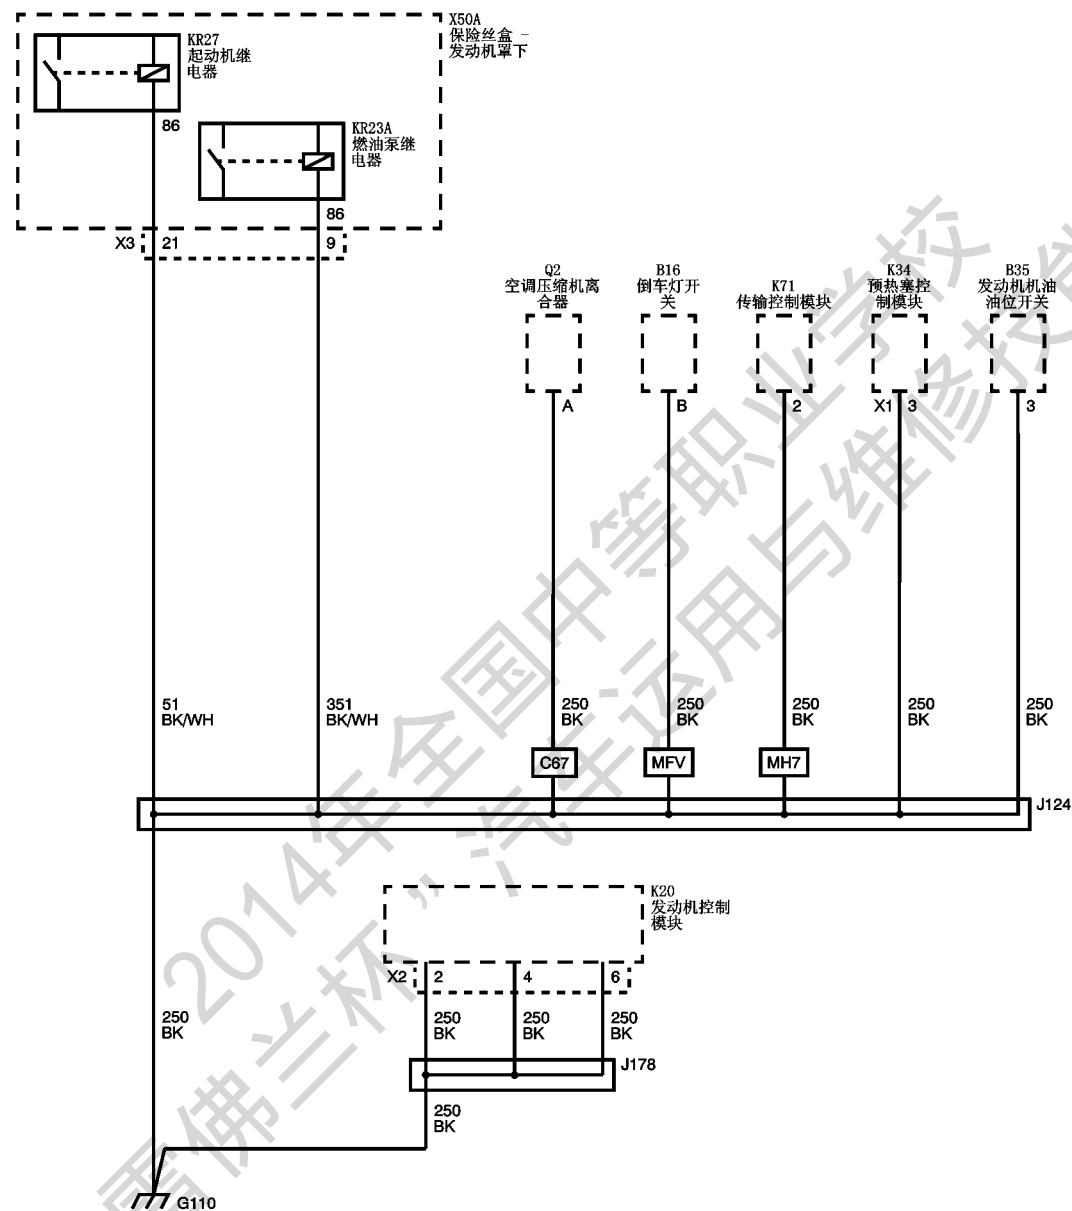 X50A
保险丝盒 -
发动机罩下
KR27
起动机继
电器
86
KR23A
燃油泵继
电器
86
X3 21 9
Q2
空调压缩机离
合器
B16
倒车灯开
关
K71
传输控制模块
K34
预热塞控
制模块
B35
发动机机油
油位开关
A B 2 X1 3 3
51
BK/WH
351
BK/WH
250
BK
250
BK
250
BK
250
BK
250
BK
C67 MFV MH7
J124
K20
发动机控制
模块
X2 2 4 6
250
BK
250
BK
250
BK
250
BK
J178
250
BK
G110
2014年全国中等职业学校
雪佛兰杯”汽车运用与维修技